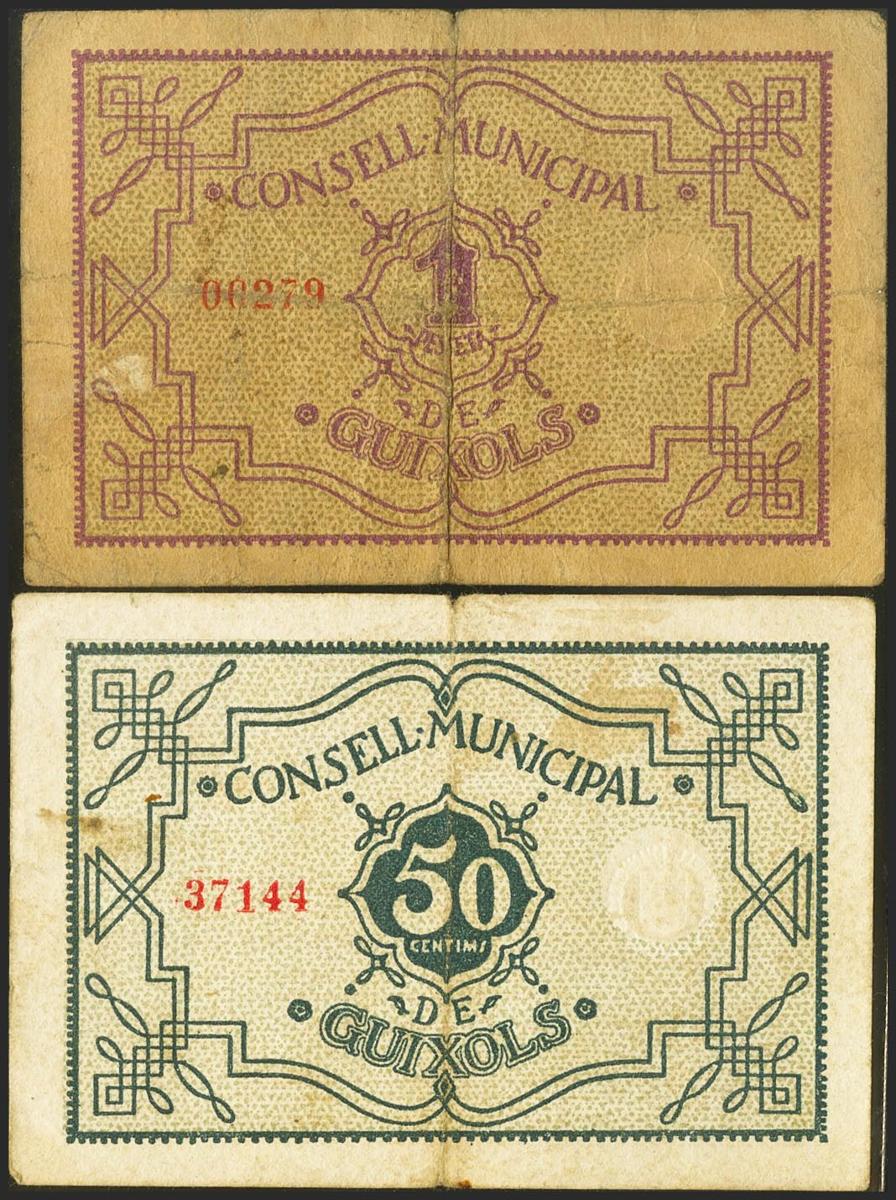 CONSELL·MUNICIPAL
00279
1
PESSETA
DE
GUIXOLS
CONSELL·MUNICIPAL
37144
50
CENTIMS
DE
GUIXOLS